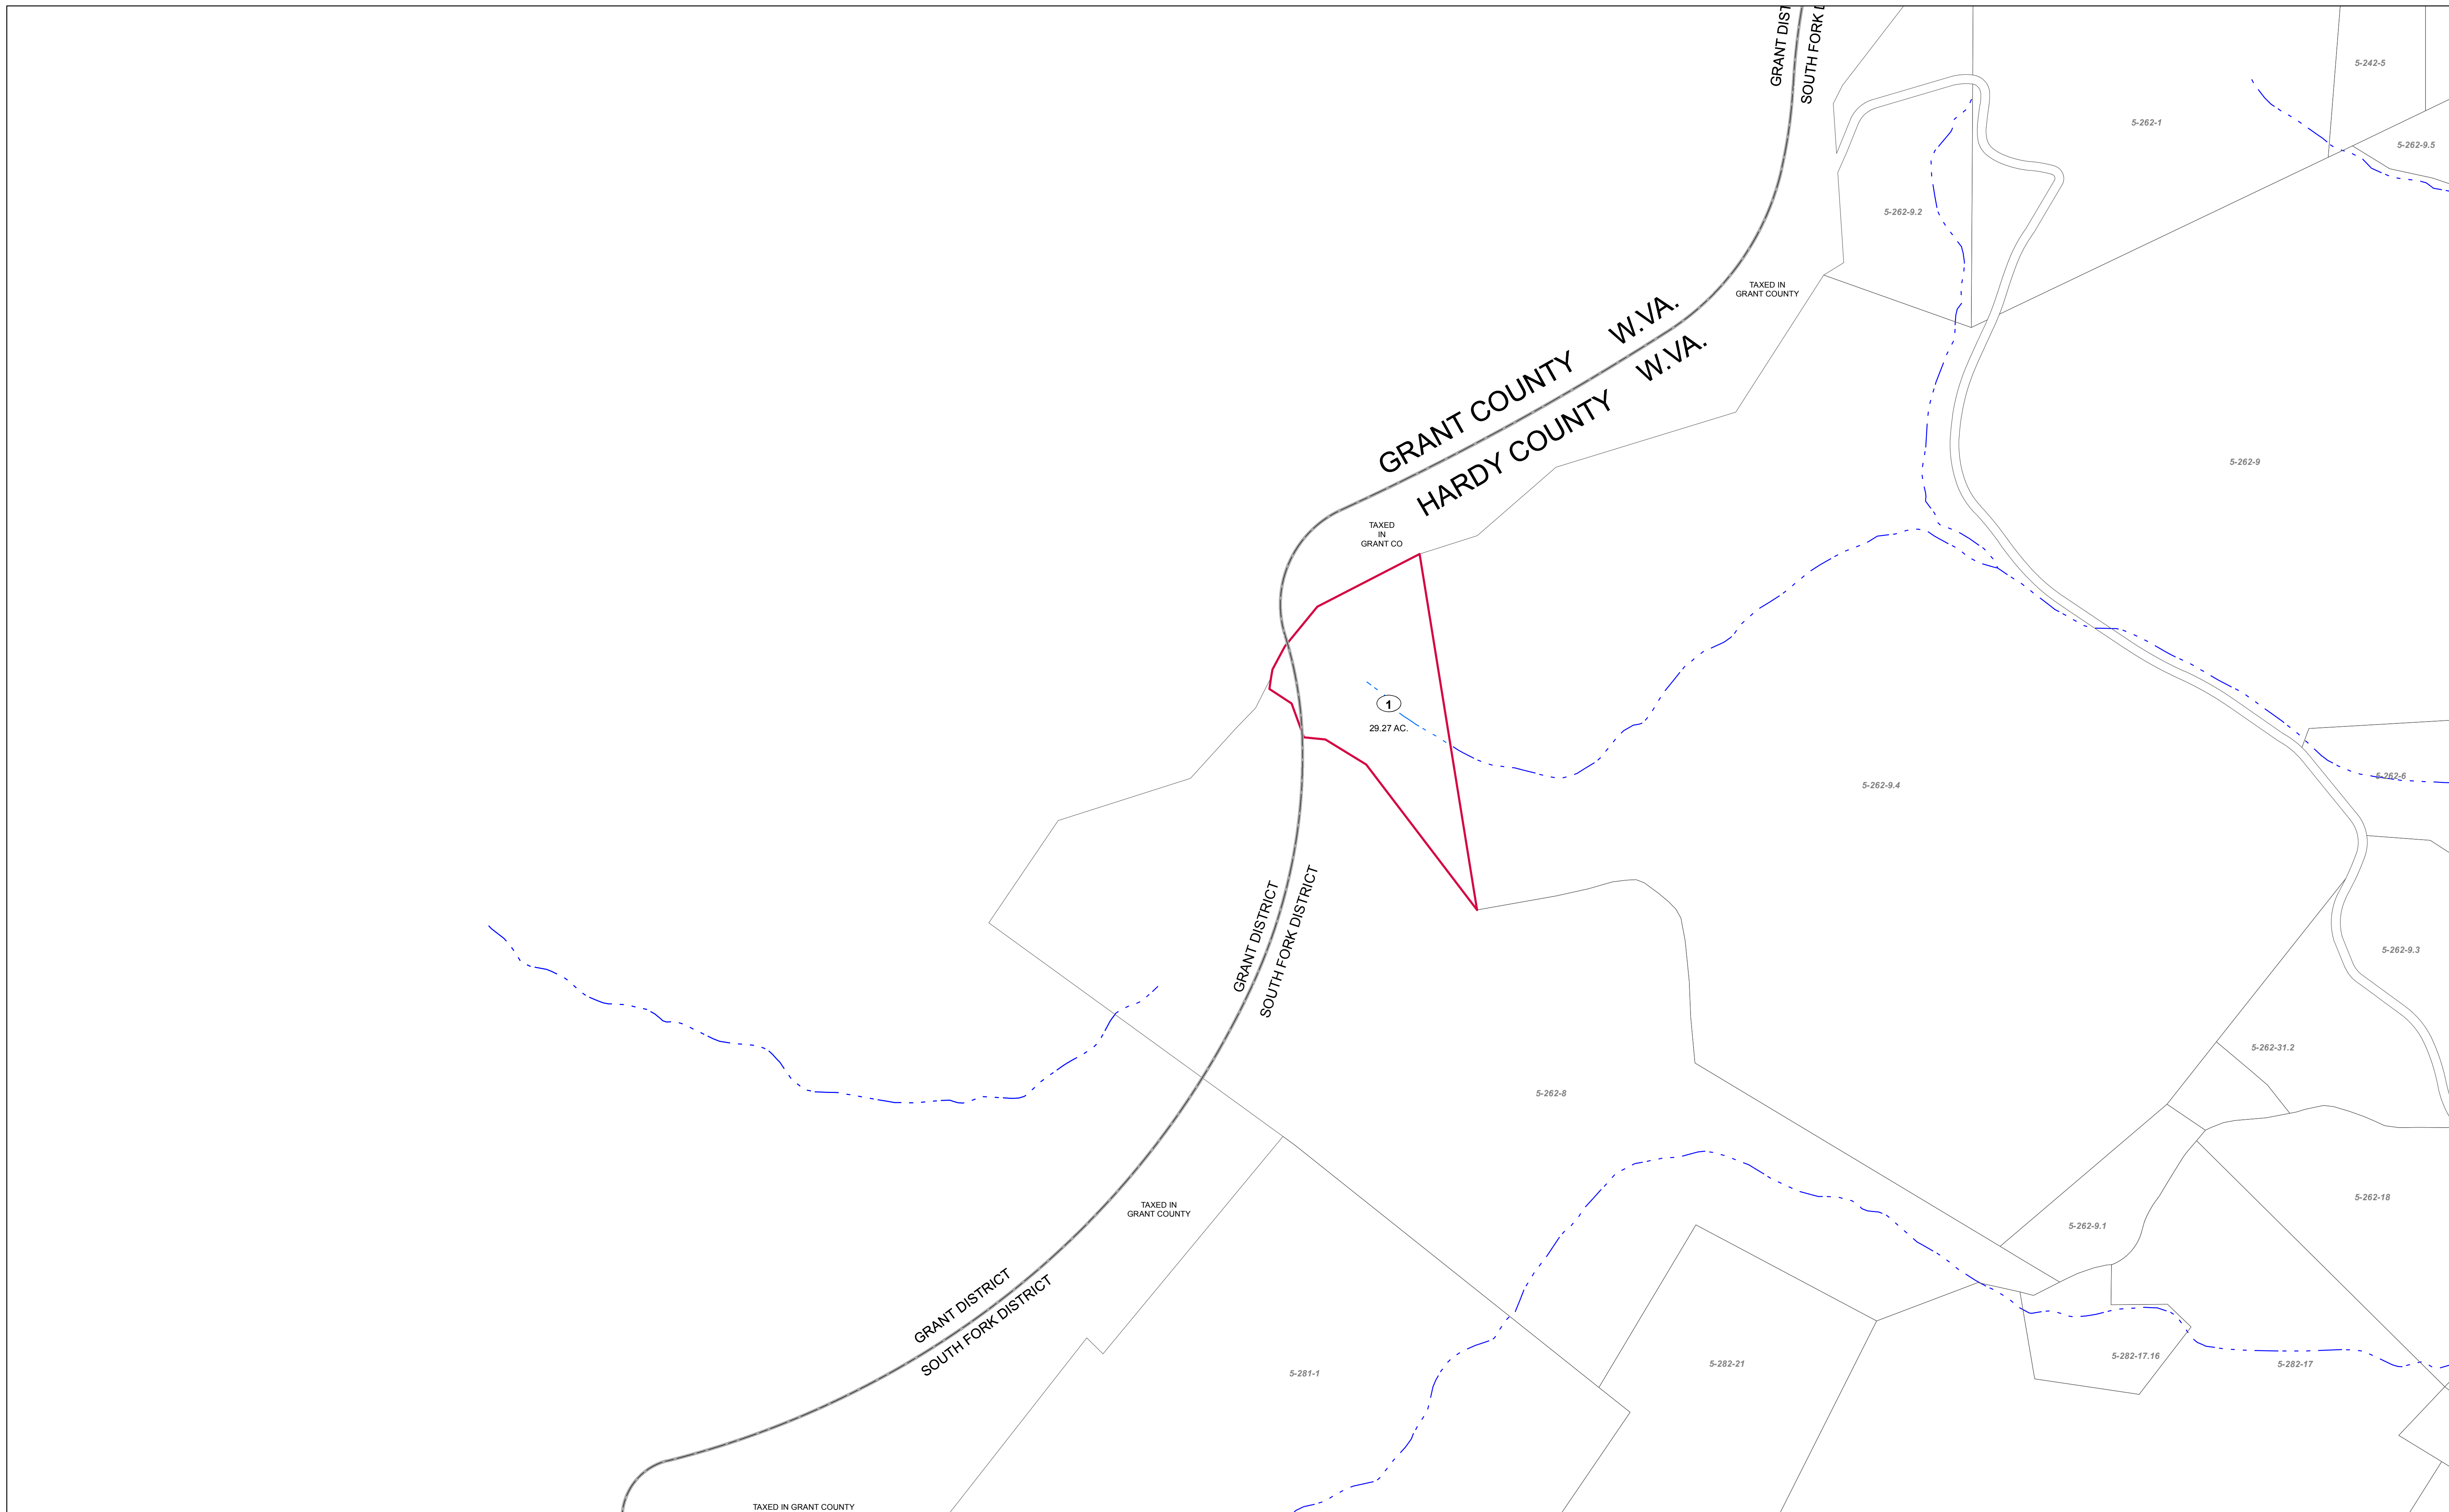 GRANT DIST
SOUTH FORK D
5-242-5
5-262-1
5-262-9.5
5-262-9.2
TAXED IN
GRANT COUNTY
GRANT COUNTY W.VA.
HARDY COUNTY W.VA.
5-262-9
TAXED
IN
GRANT CO
1
29.27 AC.
5-262-6
5-262-9.4
GRANT DISTRICT
SOUTH FORK DISTRICT
5-262-9.3
5-262-31.2
5-262-8
TAXED IN
GRANT COUNTY
5-262-18
5-262-9.1
GRANT DISTRICT
SOUTH FORK DISTRICT
5-281-1
5-282-21
5-282-17.16
5-282-17
TAXED IN GRANT COUNTY